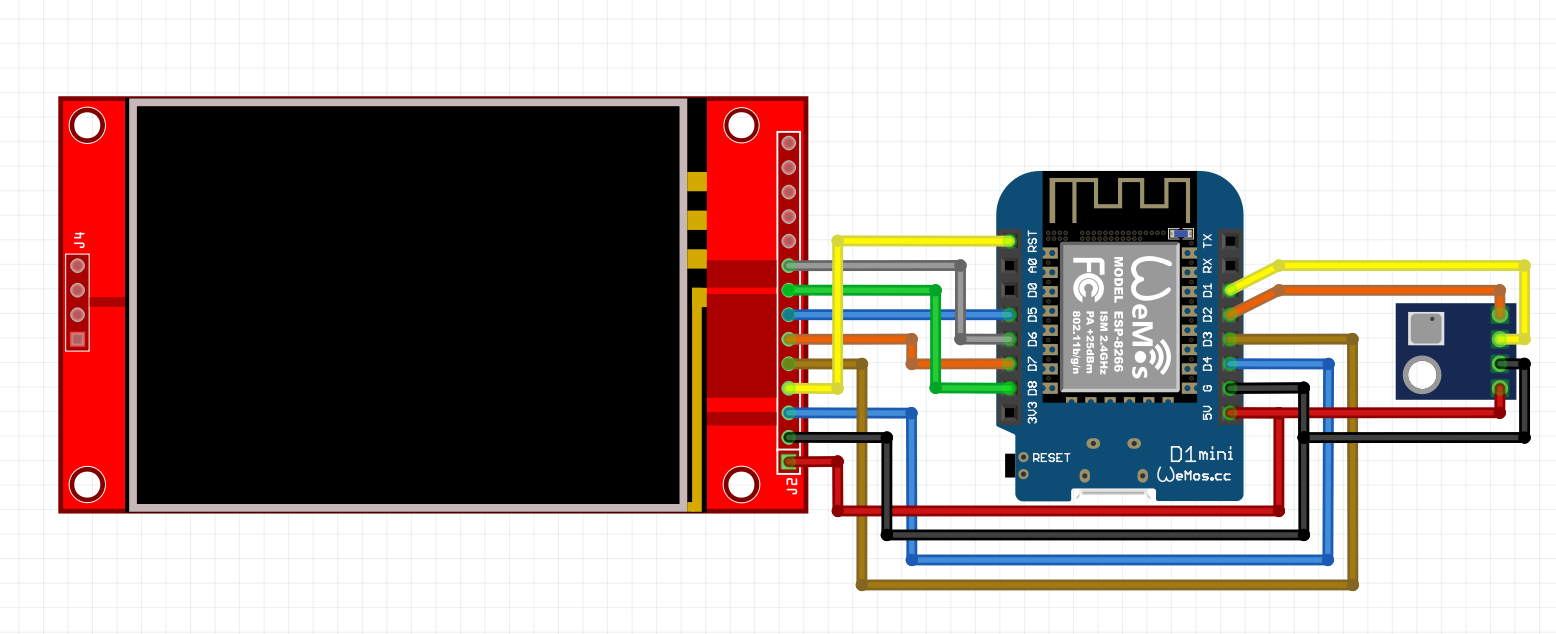 J4
J2
RST
A0
D0
D5
D6
D7
D8
3V3
TX
RX
D1
D2
D3
D4
G
5V
WeMos
MODEL ESP-8266
ISM 2.4GHz
PA +25dBm
802.11b/g/n
FC
RESET
D1mini
WeMos.cc